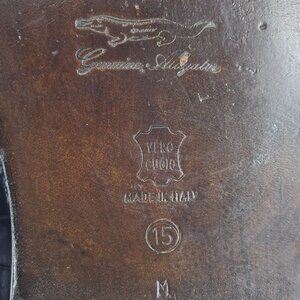 Genuine Alligator
VERO
CUOIO
MADE IN ITALY
15
M